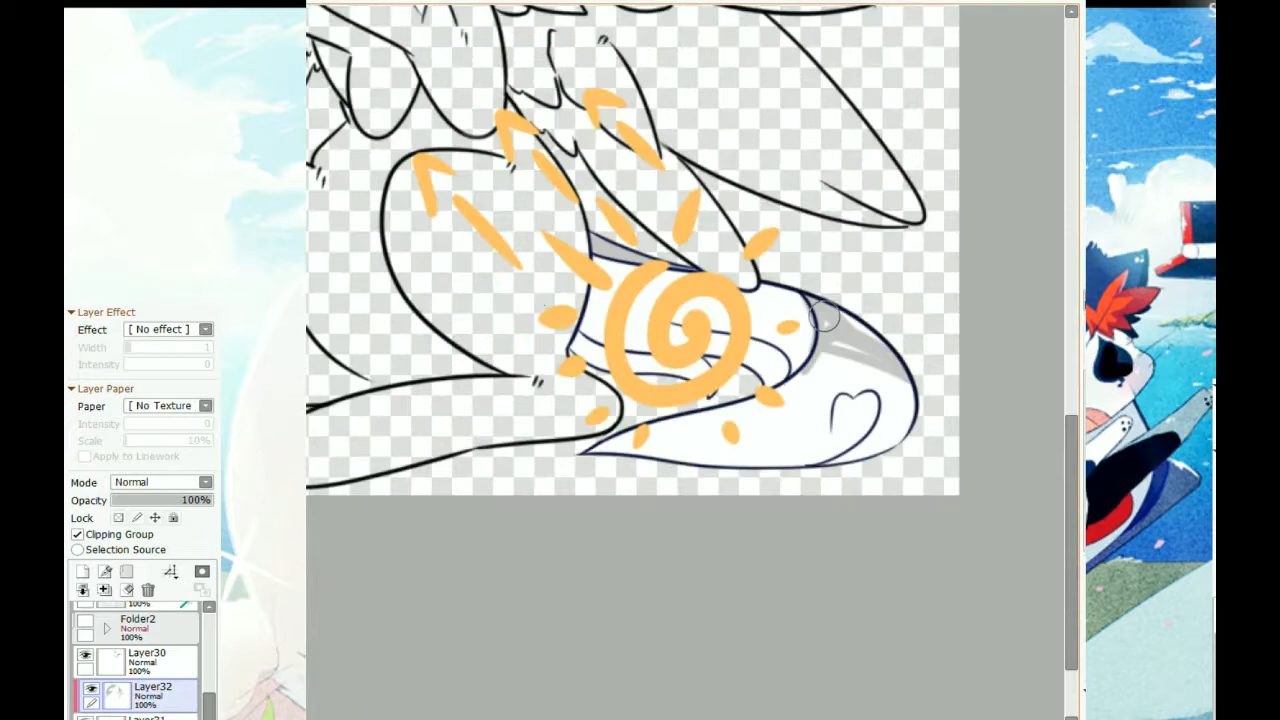 Layer Effect
Effect [ No effect ]
Width 1
Intensity 0
Layer Paper
Paper [ No Texture
Intensity 0
Scale 10%
Apply to Linework
Mode Normal
Opacity 100%
Lock
Clipping Group
Selection Source
100%
Folder2
Normal
100%
Layer30
Normal
100%
Layer32
Normal
100%